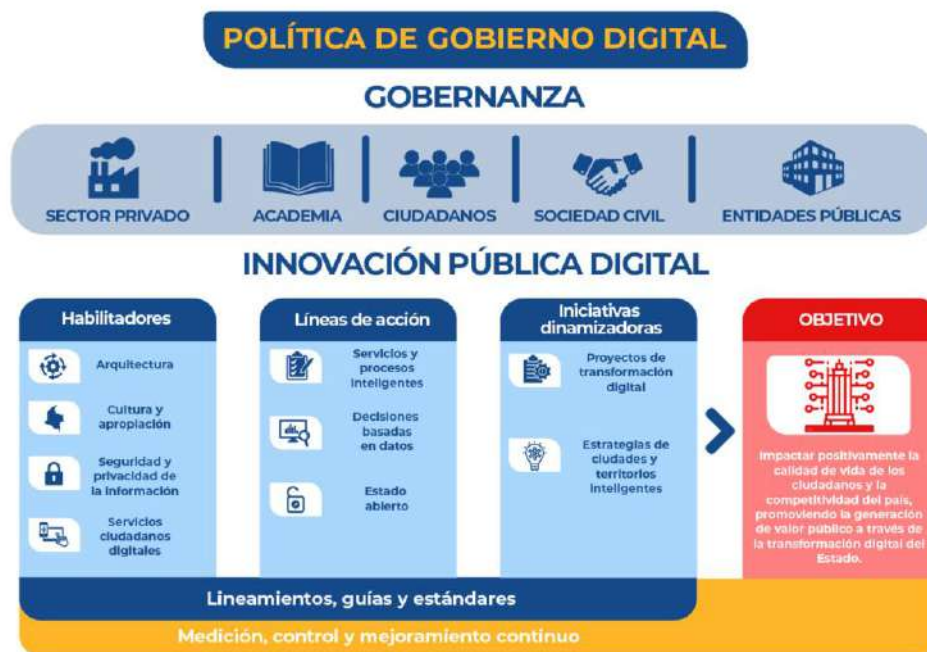 POLÍTICA DE GOBIERNO DIGITAL
GOBERNANZA
SECTOR PRIVADO
ACADEMIA
CIUDADANOS
SOCIEDAD CIVIL
ENTIDADES PÚBLICAS
INNOVACIÓN PÚBLICA DIGITAL
Habilitadores
Arquitectura
Cultura y
apropiación
Seguridad y
privacidad de
la información
Servicios
ciudadanos
digitales
Líneas de acción
Servicios y
procesos
inteligentes
Decisiones
basadas
en datos
Estado
abierto
Iniciativas
dinamizadoras
Proyectos de
transformación
digital
Estrategias de
ciudades y
territorios
inteligentes
OBJETIVO
Impactar positivamente la
calidad de vida de los
ciudadanos y la
competitividad del país,
promoviendo la generación
de valor público a través de
la transformación digital del
Estado.
Lineamientos, guías y estándares
Medición, control y mejoramiento continuo